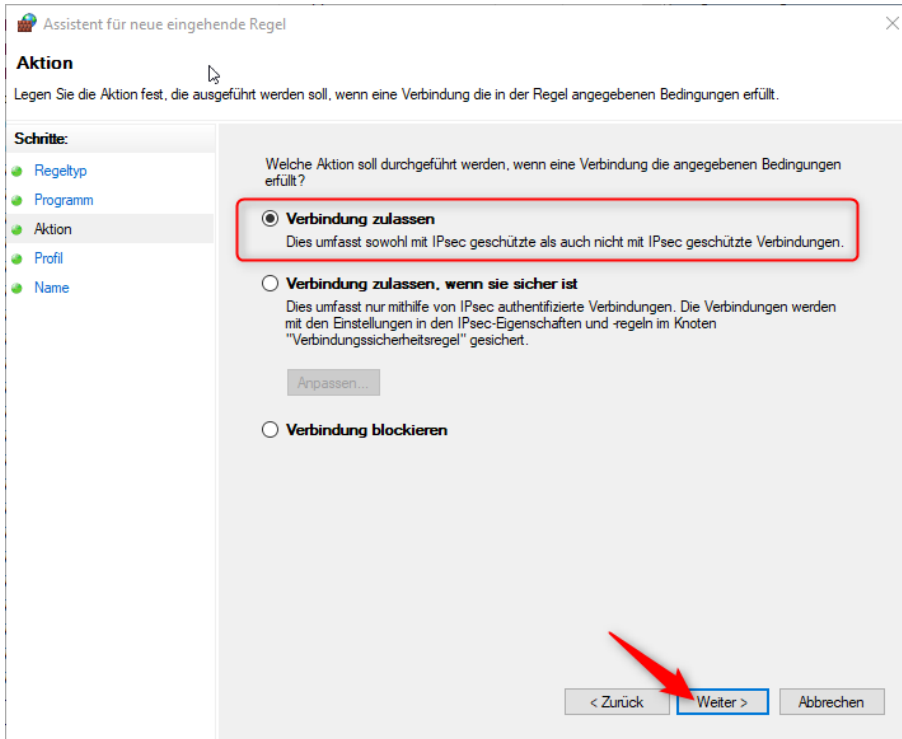 Assistent für neue eingehende Regel
Aktion
Legen Sie die Aktion fest, die ausgeführt werden soll, wenn eine Verbindung die in der Regel angegebenen Bedingungen erfüllt.
Schritte:
Regeltyp
Programm
Aktion
Profil
Name
Welche Aktion soll durchgeführt werden, wenn eine Verbindung die angegebenen Bedingungen
erfüllt?
Verbindung zulassen
Dies umfasst sowohl mit IPsec geschützte als auch nicht mit IPsec geschützte Verbindungen.
Verbindung zulassen, wenn sie sicher ist
Dies umfasst nur mithilfe von IPsec authentifizierte Verbindungen. Die Verbindungen werden
mit den Einstellungen in den IPsec-Eigenschaften und -regeln im Knoten
"Verbindungssicherheitsregel" gesichert.
Anpassen...
Verbindung blockieren
< Zurück
Weiter >
Abbrechen